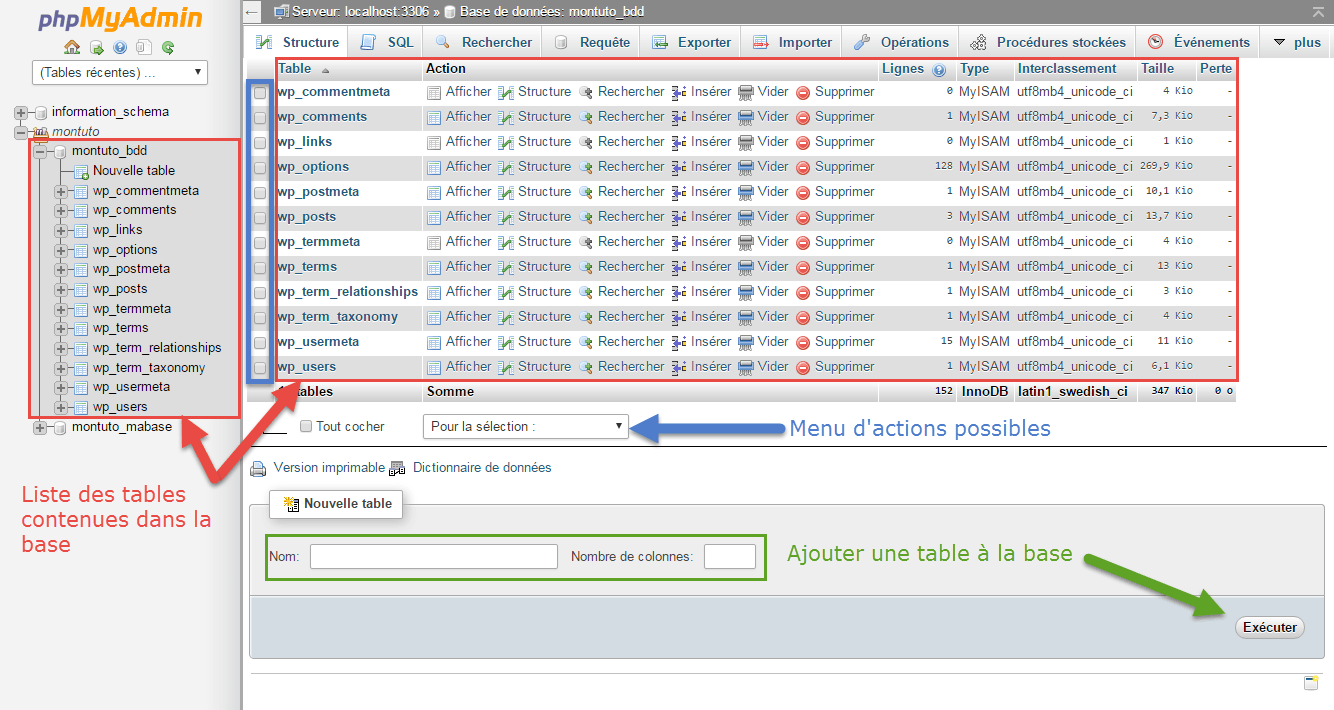 phpMyAdmin
(Tables récentes) ...
information_schema
montuto
montuto_bdd
Nouvelle table
wp_commentmeta
wp_comments
wp_links
wp_options
wp_postmeta
wp_posts
wp_termmeta
wp_terms
wp_term_relationships
wp_term_taxonomy
wp_usermeta
wp_users
montuto_mabase
Liste des tables
contenues dans la
base
Serveur: localhost:3306 » Base de données: montuto_bdd
Structure SQL Rechercher Requête Exporter Importer Opérations Procédures stockées Événements plus
Table Action Lignes Type Interclassement Taille Perte
wp_commentmeta Afficher Structure Rechercher Insérer Vider Supprimer 0 MyISAM utf8mb4_unicode_ci 4 Kio -
wp_comments Afficher Structure Rechercher Insérer Vider Supprimer 1 MyISAM utf8mb4_unicode_ci 7,3 Kio -
wp_links Afficher Structure Rechercher Insérer Vider Supprimer 0 MyISAM utf8mb4_unicode_ci 1 Kio -
wp_options Afficher Structure Rechercher Insérer Vider Supprimer 128 MyISAM utf8mb4_unicode_ci 269,9 Kio -
wp_postmeta Afficher Structure Rechercher Insérer Vider Supprimer 1 MyISAM utf8mb4_unicode_ci 10,1 Kio -
wp_posts Afficher Structure Rechercher Insérer Vider Supprimer 3 MyISAM utf8mb4_unicode_ci 13,7 Kio -
wp_termmeta Afficher Structure Rechercher Insérer Vider Supprimer 0 MyISAM utf8mb4_unicode_ci 4 Kio -
wp_terms Afficher Structure Rechercher Insérer Vider Supprimer 1 MyISAM utf8mb4_unicode_ci 13 Kio -
wp_term_relationships Afficher Structure Rechercher Insérer Vider Supprimer 1 MyISAM utf8mb4_unicode_ci 3 Kio -
wp_term_taxonomy Afficher Structure Rechercher Insérer Vider Supprimer 1 MyISAM utf8mb4_unicode_ci 4 Kio -
wp_usermeta Afficher Structure Rechercher Insérer Vider Supprimer 15 MyISAM utf8mb4_unicode_ci 11 Kio -
wp_users Afficher Structure Rechercher Insérer Vider Supprimer 1 MyISAM utf8mb4_unicode_ci 6,1 Kio -
tables Somme 152 InnoDB latin1_swedish_ci 347 Kio 0 o
Tout cocher Pour la sélection : Menu d'actions possibles
Version imprimable Dictionnaire de données
Nouvelle table
Nom: Nombre de colonnes: Ajouter une table à la base
Exécuter